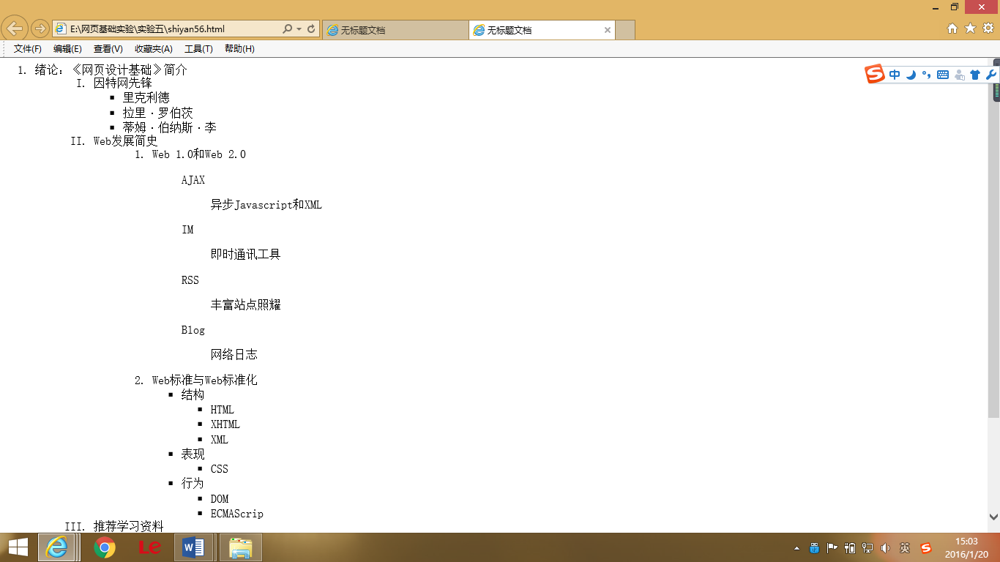 E:\网页基础实验\实验五\shiyan56.html
无标题文档
无标题文档
文件(F) 编辑(E) 查看(V) 收藏夹(A) 工具(T) 帮助(H)
中
1. 绪论：《网页设计基础》简介
I. 因特网先锋
里克利德
拉里·罗伯茨
蒂姆·伯纳斯·李
II. Web发展简史
1. Web 1.0和Web 2.0
AJAX
异步Javascript和XML
IM
即时通讯工具
RSS
丰富站点照耀
Blog
网络日志
2. Web标准与Web标准化
结构
HTML
XHTML
XML
表现
CSS
行为
DOM
ECMAScrip
III. 推荐学习资料
Le
英
15:03
2016/1/20